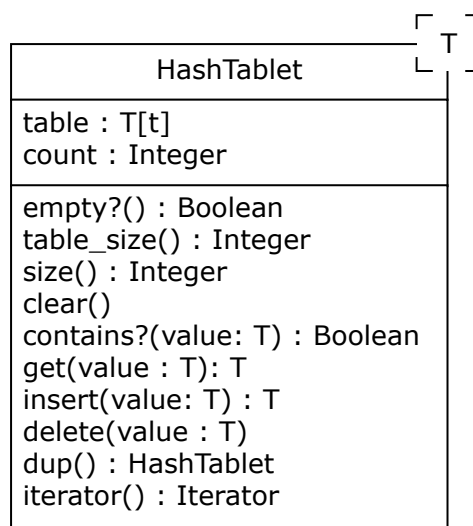 T
HashTablet
table : T[t]
count : Integer
empty?() : Boolean
table_size() : Integer
size() : Integer
clear()
contains?(value: T) : Boolean
get(value : T): T
insert(value: T) : T
delete(value : T)
dup() : HashTablet
iterator() : Iterator